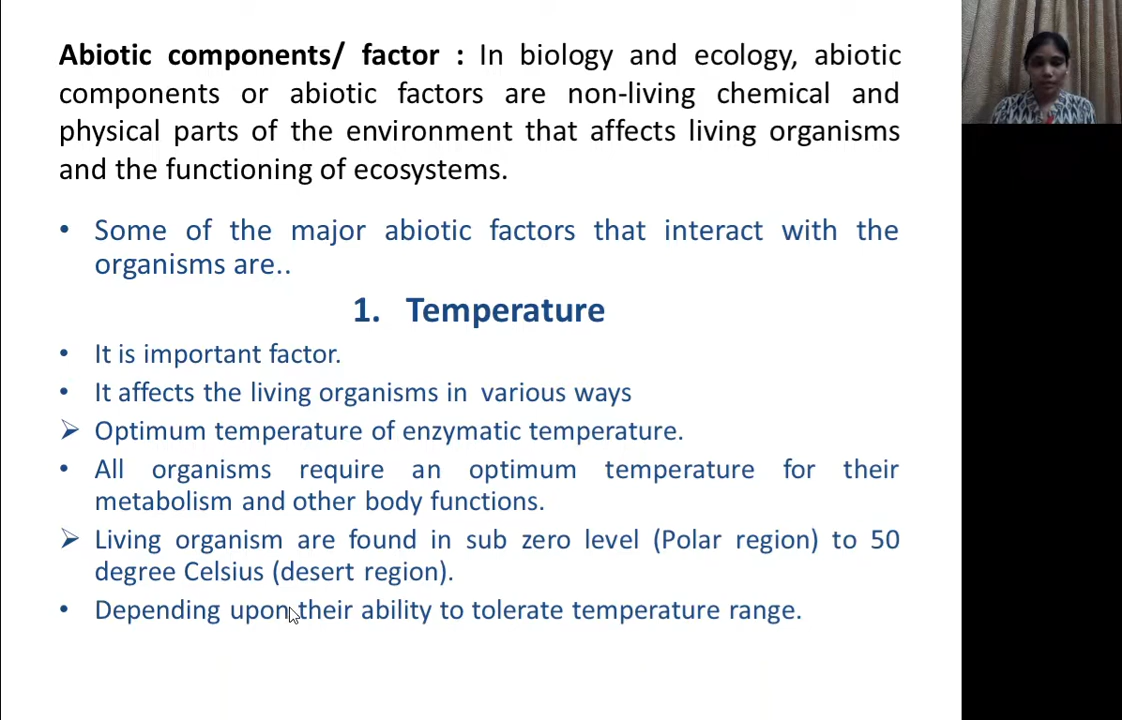 Abiotic components/ factor : In biology and ecology, abiotic
components or abiotic factors are non-living chemical and
physical parts of the environment that affects living organisms
and the functioning of ecosystems.
• Some of the major abiotic factors that interact with the
organisms are..
1. Temperature
• It is important factor.
• It affects the living organisms in various ways
➢ Optimum temperature of enzymatic temperature.
• All organisms require an optimum temperature for their
metabolism and other body functions.
➢ Living organism are found in sub zero level (Polar region) to 50
degree Celsius (desert region).
• Depending upon their ability to tolerate temperature range.